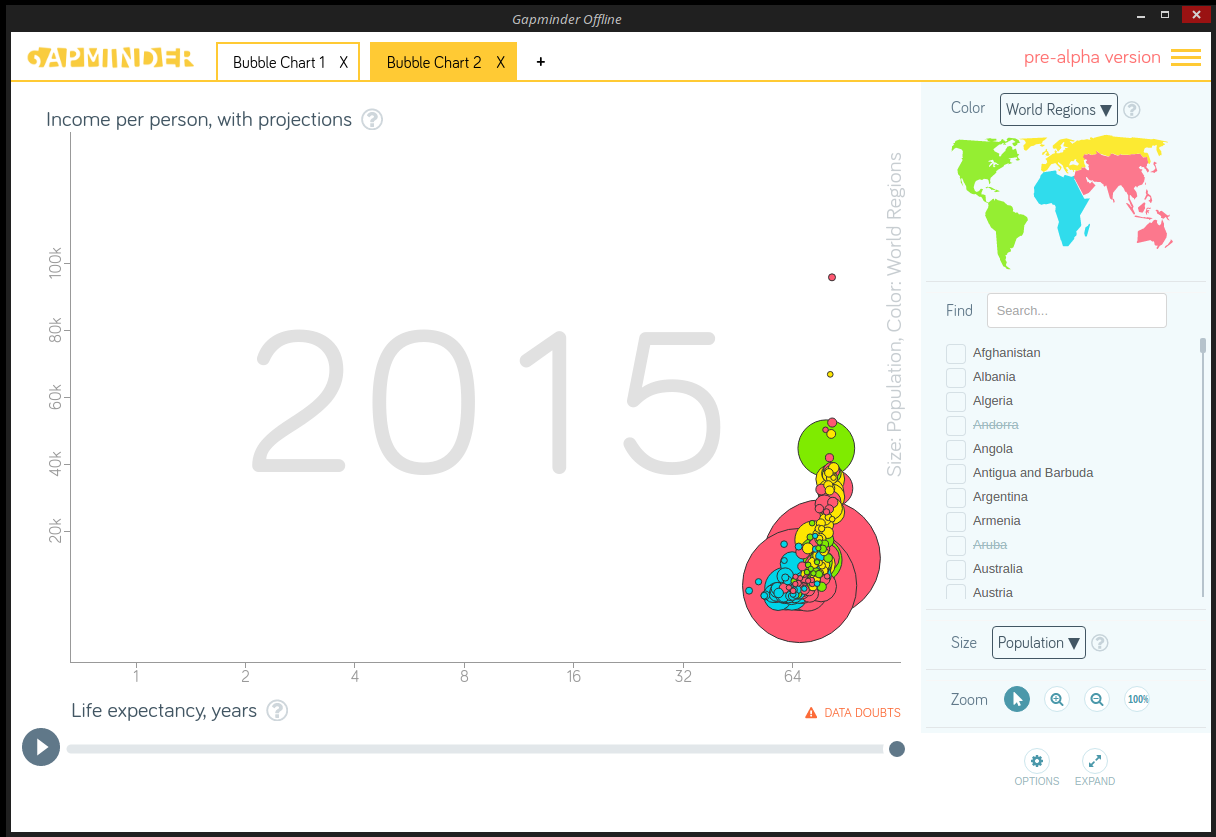 Gapminder Offline
GAPMINDER
Bubble Chart 1 X
Bubble Chart 2 X
+
pre-alpha version
Income per person, with projections ?
100k
80k
60k
40k
20k
2015
Size: Population, Color: World Regions
1 2 4 8 16 32 64
Life expectancy, years ?
DATA DOUBTS
Color World Regions ▼ ?
Find Search...
Afghanistan
Albania
Algeria
Andorra
Angola
Antigua and Barbuda
Argentina
Armenia
Aruba
Australia
Austria
Size Population ▼ ?
Zoom 100%
OPTIONS EXPAND